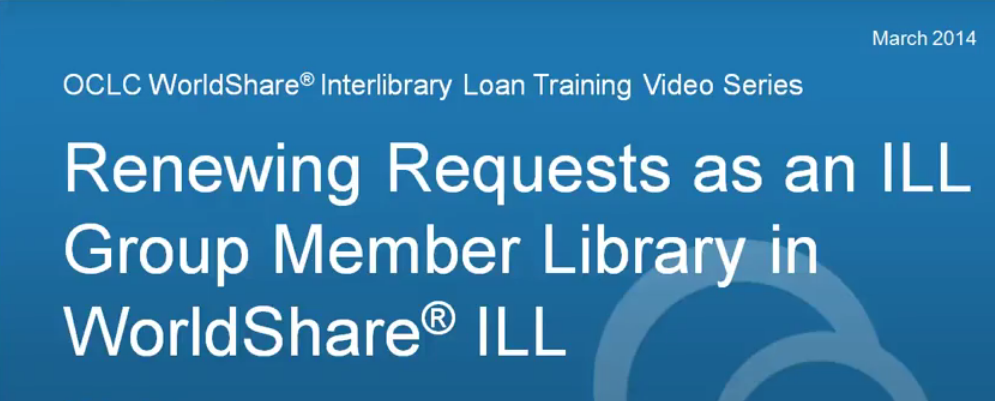 March 2014
OCLC WorldShare® Interlibrary Loan Training Video Series
Renewing Requests as an ILL
Group Member Library in
WorldShare® ILL